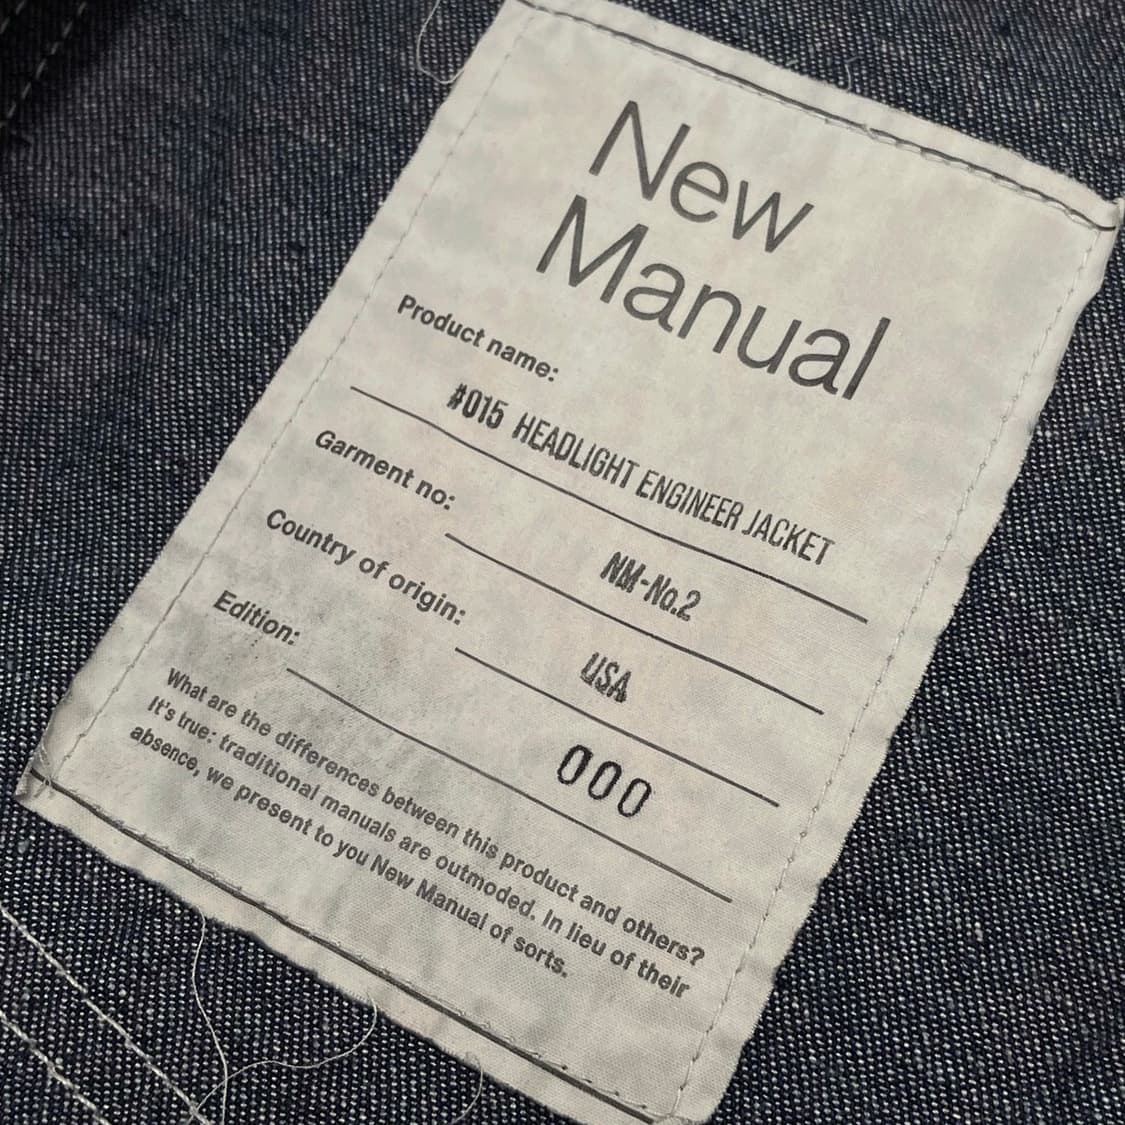 New
Manual
Product name:
#015 HEADLIGHT ENGINEER JACKET
Garment no:
NM-No.2
Country of origin:
USA
Edition:
000
What are the differences between this product and others?
It's true: traditional manuals are outmoded. In lieu of their
absence, we present to you New Manual of sorts.